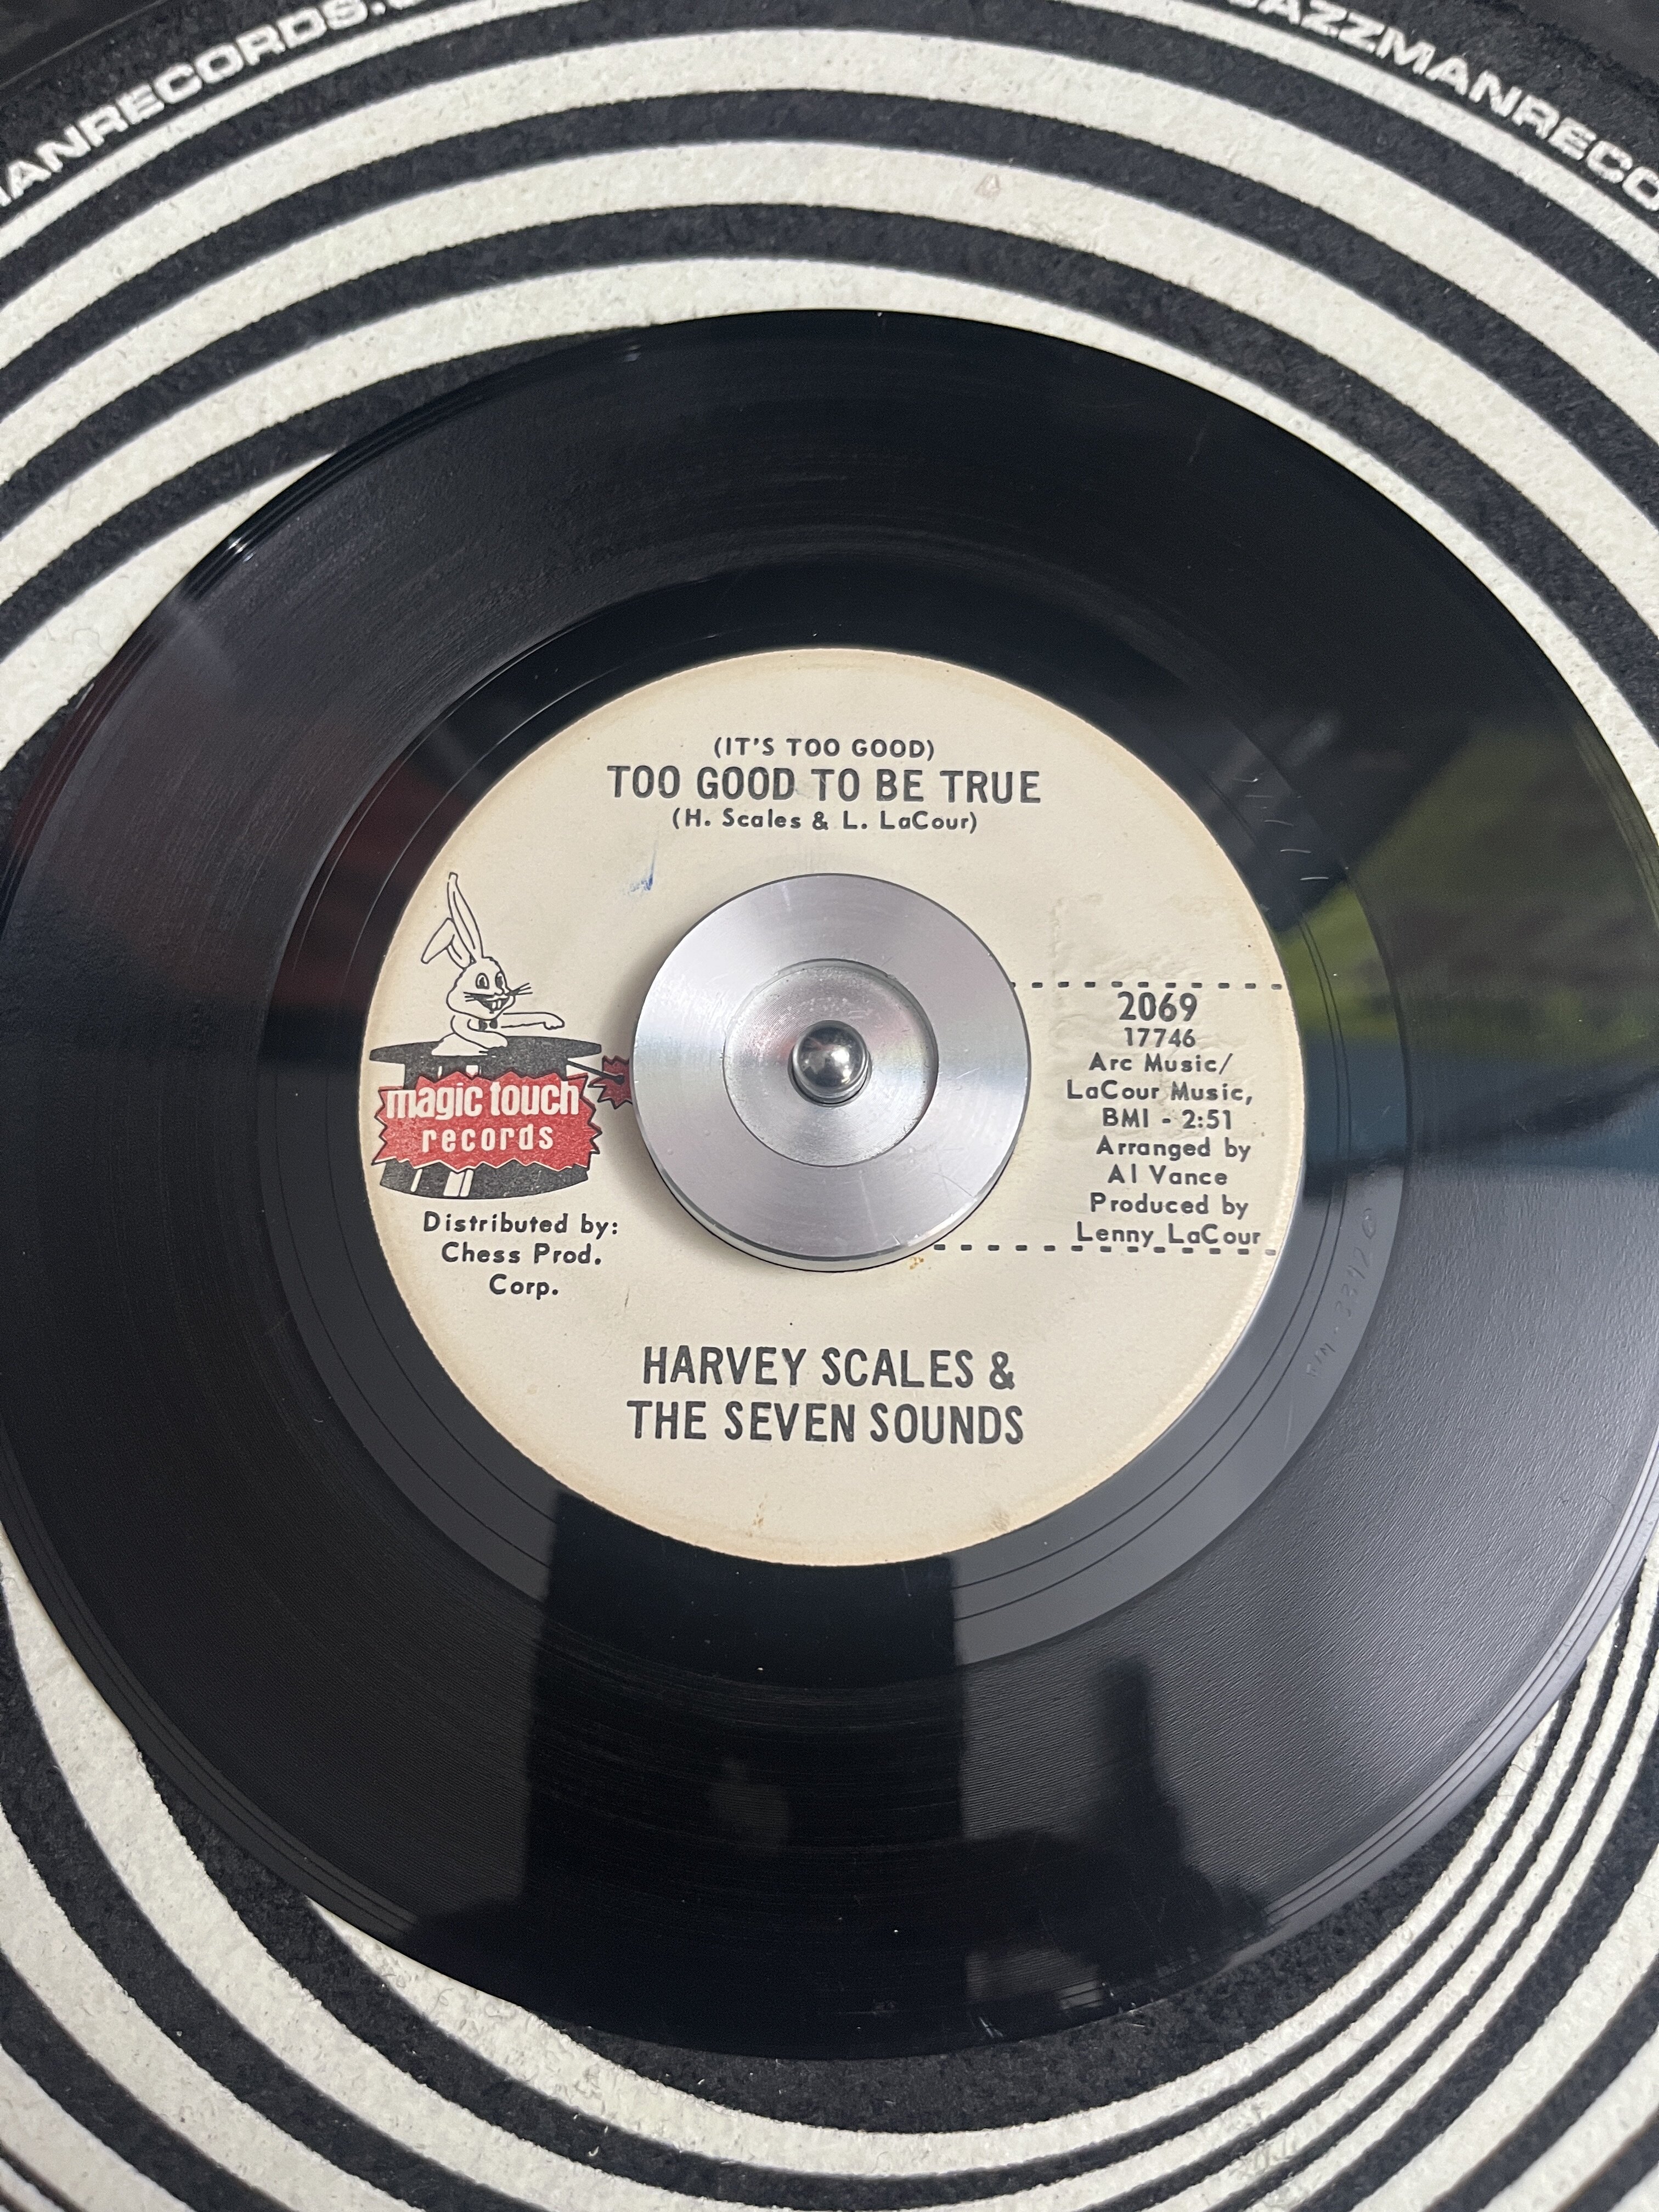 ANRECORDS.
JAZZMANRECO
(IT'S TOO GOOD)
TOO GOOD TO BE TRUE
(H. Scales & L. LaCour)
magic touch
records
Distributed by:
Chess Prod.
Corp.
2069
17746
Arc Music/
LaCour Music,
BMI - 2:51
Arranged by
Al Vance
Produced by
Lenny LaCour
HARVEY SCALES &
THE SEVEN SOUNDS